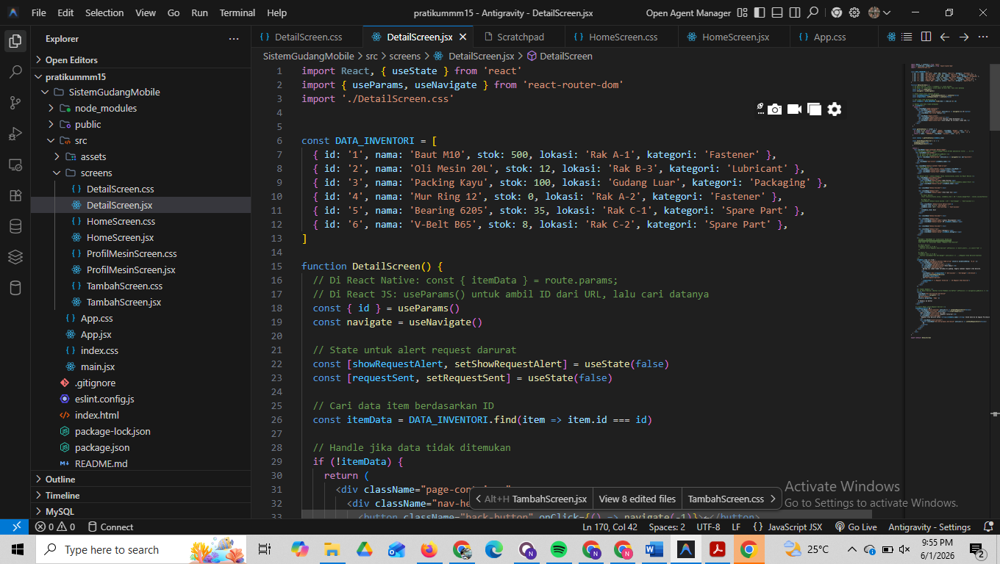 File Edit Selection View Go Run Terminal Help
pratikummm15 - Antigravity - DetailScreen.jsx
Open Agent Manager
Explorer
Open Editors
pratikummm15
SistemGudangMobile
node_modules
public
src
assets
screens
DetailScreen.css
DetailScreen.jsx
HomeScreen.css
HomeScreen.jsx
ProfilMesinScreen.css
ProfilMesinScreen.jsx
TambahScreen.css
TambahScreen.jsx
App.css
App.jsx
index.css
main.jsx
.gitignore
eslint.config.js
index.html
package-lock.json
package.json
README.md
Outline
Timeline
MySQL
DetailScreen.css DetailScreen.jsx Scratchpad HomeScreen.css HomeScreen.jsx App.css
SistemGudangMobile > src > screens > DetailScreen.jsx > DetailScreen
1 import React, { useState } from 'react'
2 import { useParams, useNavigate } from 'react-router-dom'
3 import './DetailScreen.css'
4
5
6 const DATA_INVENTORI = [
7 { id: '1', nama: 'Baut M10', stok: 500, lokasi: 'Rak A-1', kategori: 'Fastener' },
8 { id: '2', nama: 'Oli Mesin 20L', stok: 12, lokasi: 'Rak B-3', kategori: 'Lubricant' },
9 { id: '3', nama: 'Packing Kayu', stok: 100, lokasi: 'Gudang Luar', kategori: 'Packaging' },
10 { id: '4', nama: 'Mur Ring 12', stok: 0, lokasi: 'Rak A-2', kategori: 'Fastener' },
11 { id: '5', nama: 'Bearing 6205', stok: 35, lokasi: 'Rak C-1', kategori: 'Spare Part' },
12 { id: '6', nama: 'V-Belt B65', stok: 8, lokasi: 'Rak C-2', kategori: 'Spare Part' },
13 ]
14
15 function DetailScreen() {
16 // Di React Native: const { itemData } = route.params;
17 // Di React JS: useParams() untuk ambil ID dari URL, lalu cari datanya
18 const { id } = useParams()
19 const navigate = useNavigate()
20
21 // State untuk alert request darurat
22 const [showRequestAlert, setShowRequestAlert] = useState(false)
23 const [requestSent, setRequestSent] = useState(false)
24
25 // Cari data item berdasarkan ID
26 const itemData = DATA_INVENTORI.find(item => item.id === id)
27
28 // Handle jika data tidak ditemukan
29 if (!itemData) {
30 return (
31 <div className="page-con
32 <div className="nav-he
33 <button className="back-button" onClick={() => navigate(-1)}>←</button>
Alt+H TambahScreen.jsx View 8 edited files TambahScreen.css
Activate Windows
Go to Settings to activate Windows.
0 0 Connect Ln 170, Col 42 Spaces: 2 UTF-8 LF {} JavaScript JSX Go Live Antigravity - Settings
Type here to search
25°C
9:55 PM
6/1/2026
2